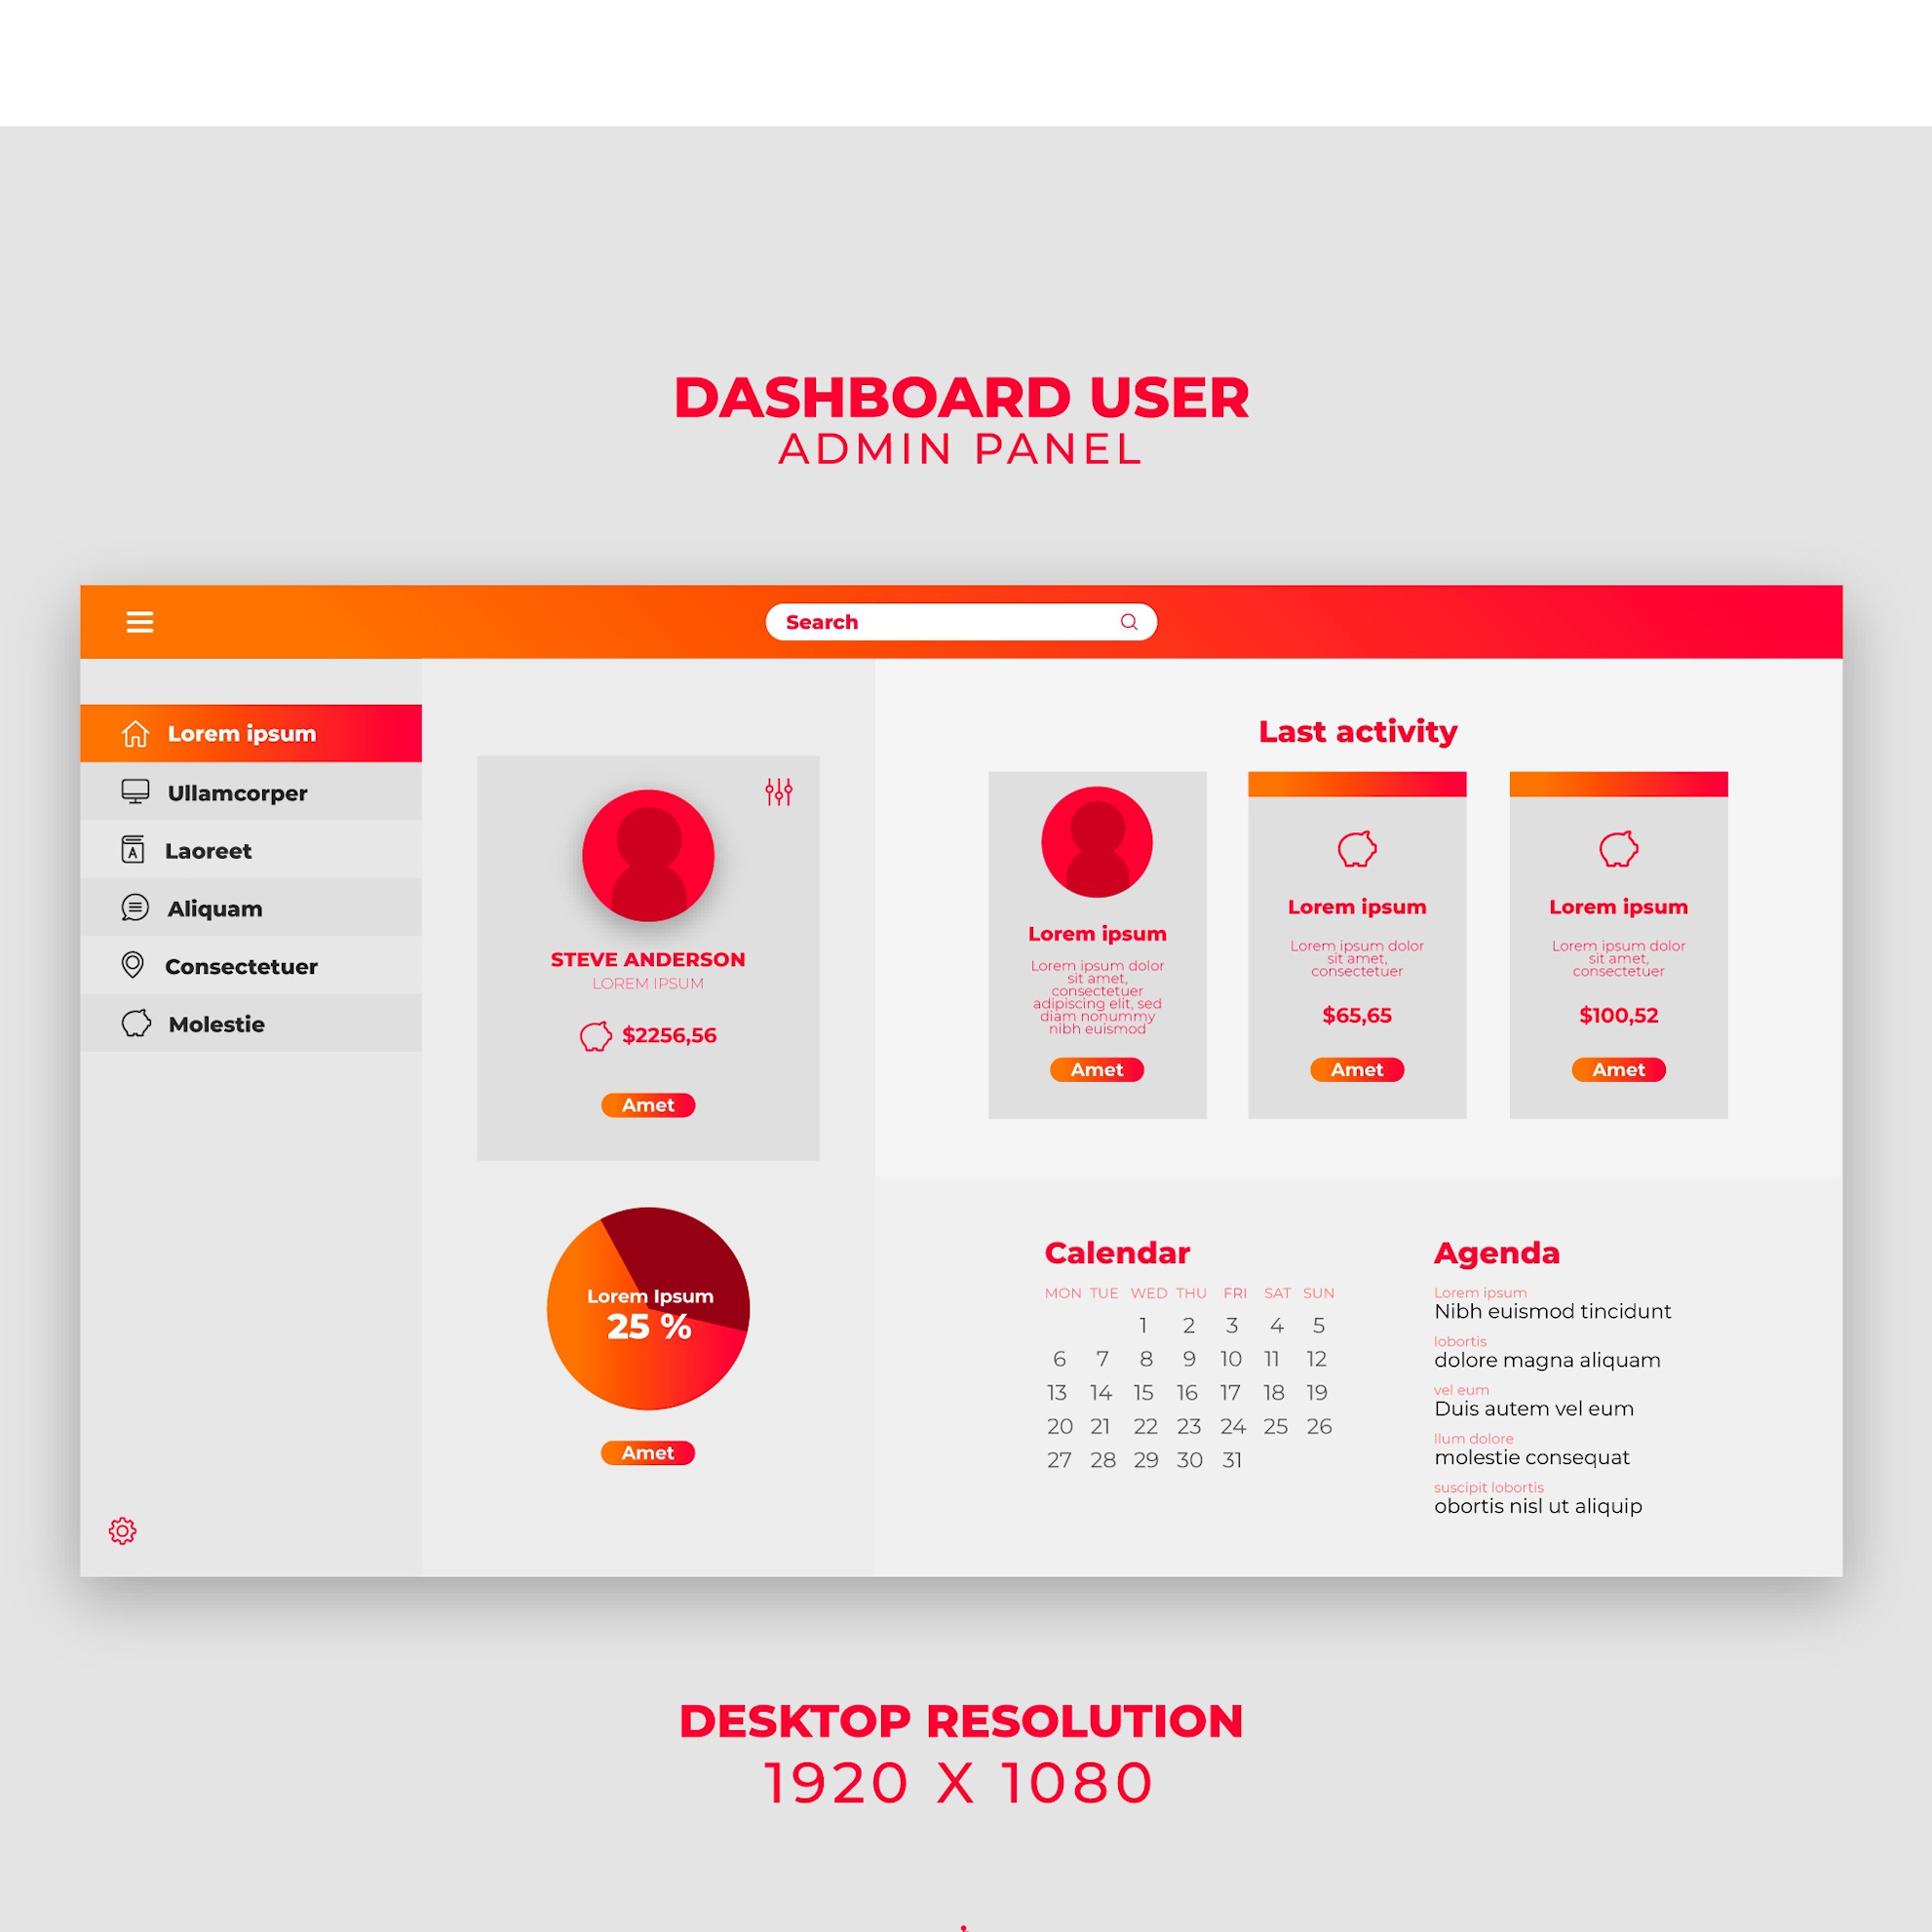 DASHBOARD USER
ADMIN PANEL
Search
Lorem ipsum
Ullamcorper
A
Laoreet
Aliquam
Consectetuer
Molestie
STEVE ANDERSON
LOREM IPSUM
$2256,56
Amet
Lorem Ipsum
25 %
Amet
Last activity
Lorem ipsum
Lorem ipsum dolor
sit amet,
consectetuer
adipiscing elit, sed
diam nonummy
nibh euismod
Amet
Lorem ipsum
Lorem ipsum dolor
sit amet,
consectetuer
$65,65
Amet
Lorem ipsum
Lorem ipsum dolor
sit amet,
consectetuer
$100,52
Amet
Calendar
MON TUE WED THU FRI SAT SUN
1 2 3 4 5
6 7 8 9 10 11 12
13 14 15 16 17 18 19
20 21 22 23 24 25 26
27 28 29 30 31
Agenda
Lorem ipsum
Nibh euismod tincidunt
lobortis
dolore magna aliquam
vel eum
Duis autem vel eum
llum dolore
molestie consequat
suscipit lobortis
obortis nisl ut aliquip
DESKTOP RESOLUTION
1920 X 1080